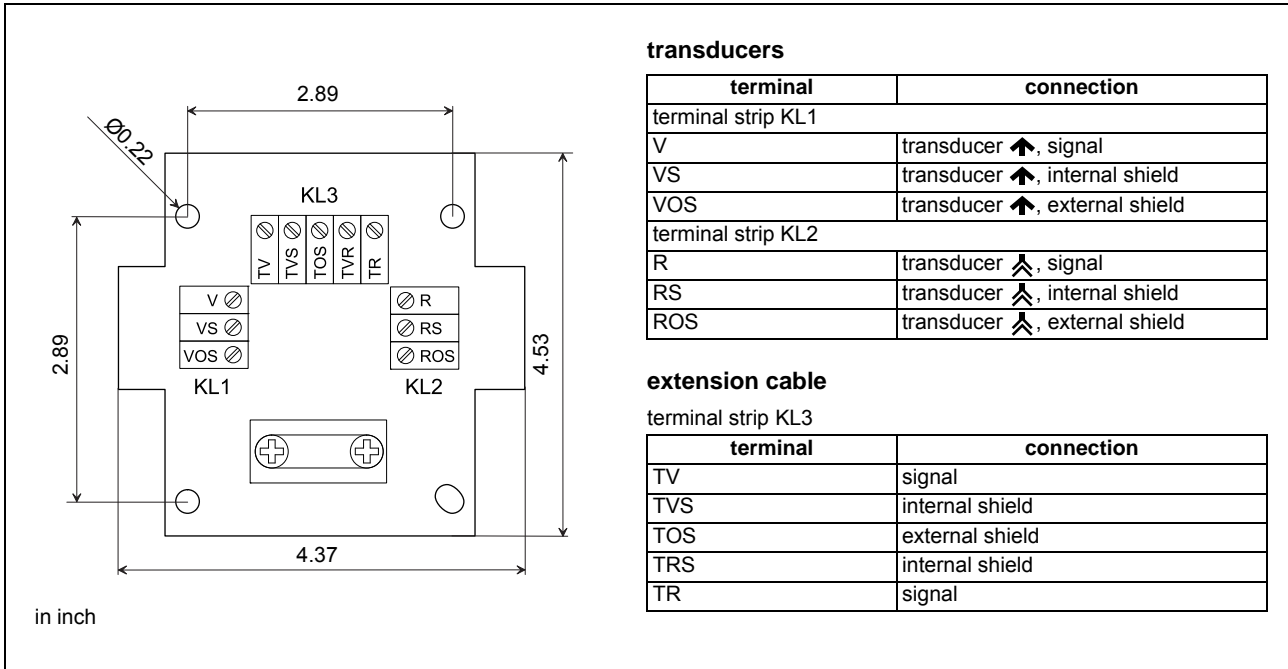 2.89
Ø0.22
KL3
TV
TVS
TOS
TVR
TR
V
VS
VOS
KL1
R
RS
ROS
KL2
2.89
4.53
4.37
in inch
transducers
terminal connection
terminal strip KL1
V transducer , signal
VS transducer , internal shield
VOS transducer , external shield
terminal strip KL2
R transducer , signal
RS transducer , internal shield
ROS transducer , external shield
extension cable
terminal strip KL3
terminal connection
TV signal
TVS internal shield
TOS external shield
TRS internal shield
TR signal